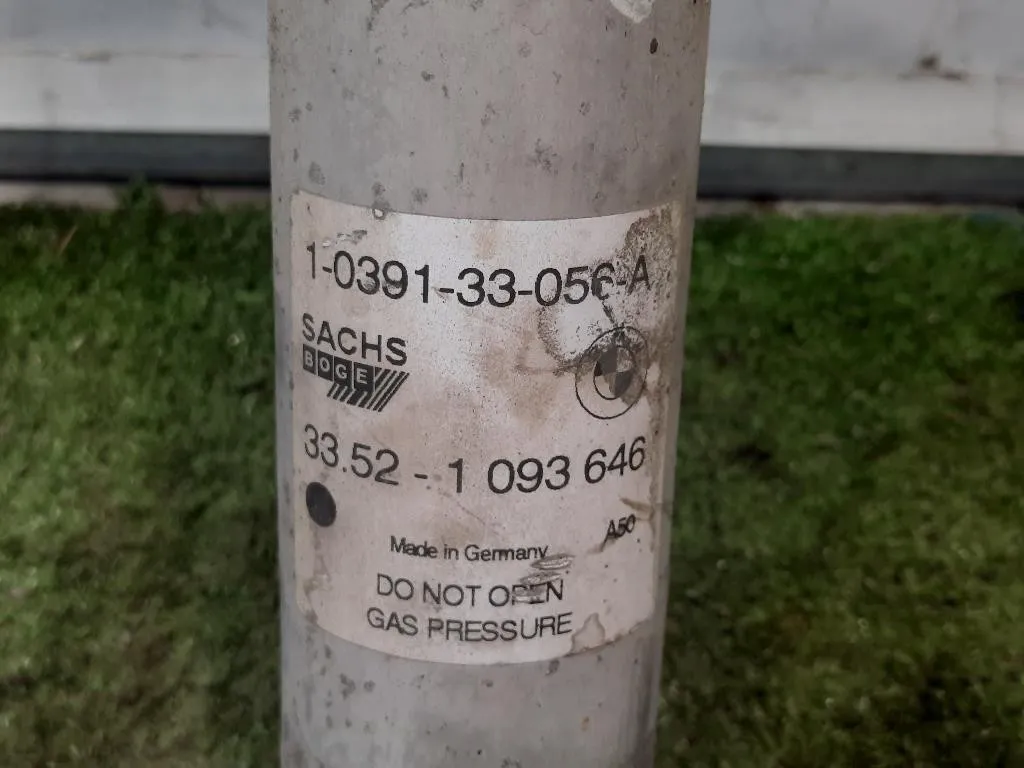 1-0391-33-056-A
SACHS
BOGE
33.52 - 1 093 646
A50
Made in Germany
DO NOT OPEN
GAS PRESSURE